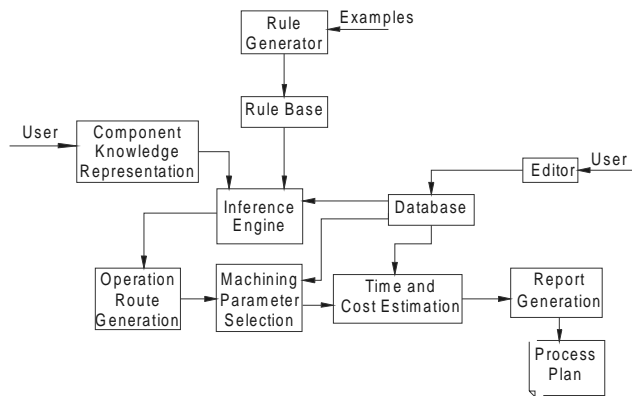 Rule
Generator
Examples
Rule Base
User
Component
Knowledge
Representation
Editor
User
Inference
Engine
Database
Operation
Route
Generation
Machining
Parameter
Selection
Time and
Cost Estimation
Report
Generation
Process
Plan